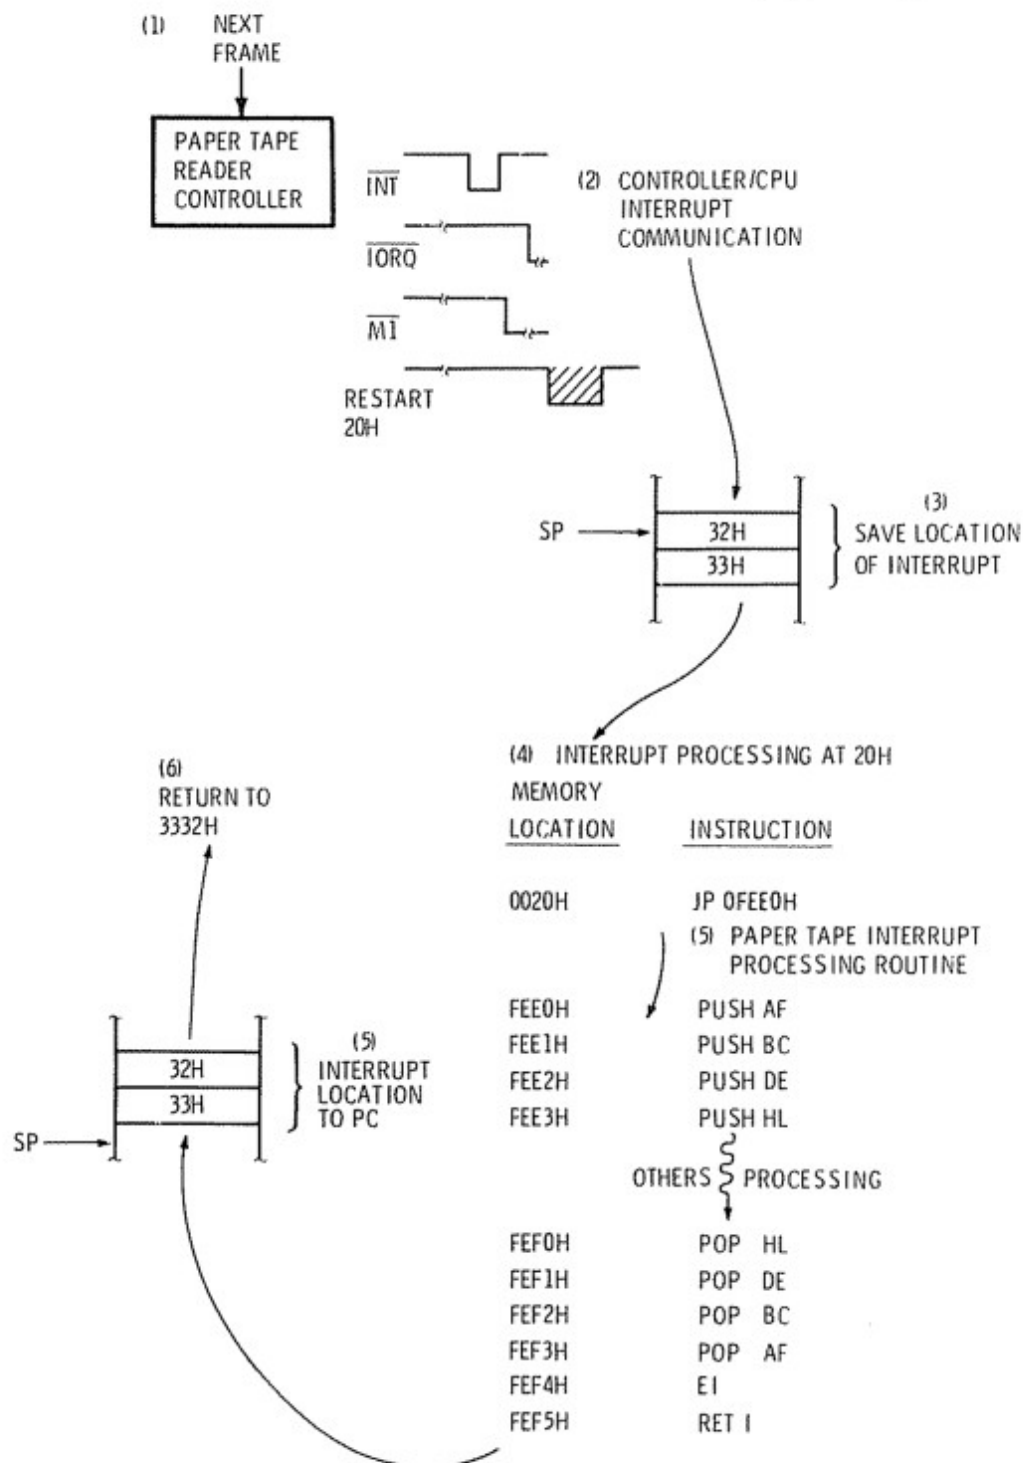 (1) NEXT
FRAME
PAPER TAPE
READER
CONTROLLER
INT
IORQ
M1
RESTART
20H
(2) CONTROLLER/CPU
INTERRUPT
COMMUNICATION
SP
32H
33H
(3)
SAVE LOCATION
OF INTERRUPT
(4) INTERRUPT PROCESSING AT 20H
MEMORY
LOCATION INSTRUCTION
0020H JP 0FEE0H
(5) PAPER TAPE INTERRUPT
PROCESSING ROUTINE
FEE0H PUSH AF
FEE1H PUSH BC
FEE2H PUSH DE
FEE3H PUSH HL
OTHERS PROCESSING
FEF0H POP HL
FEF1H POP DE
FEF2H POP BC
FEF3H POP AF
FEF4H EI
FEF5H RET I
(5)
INTERRUPT
LOCATION
TO PC
32H
33H
SP
(6)
RETURN TO
3332H